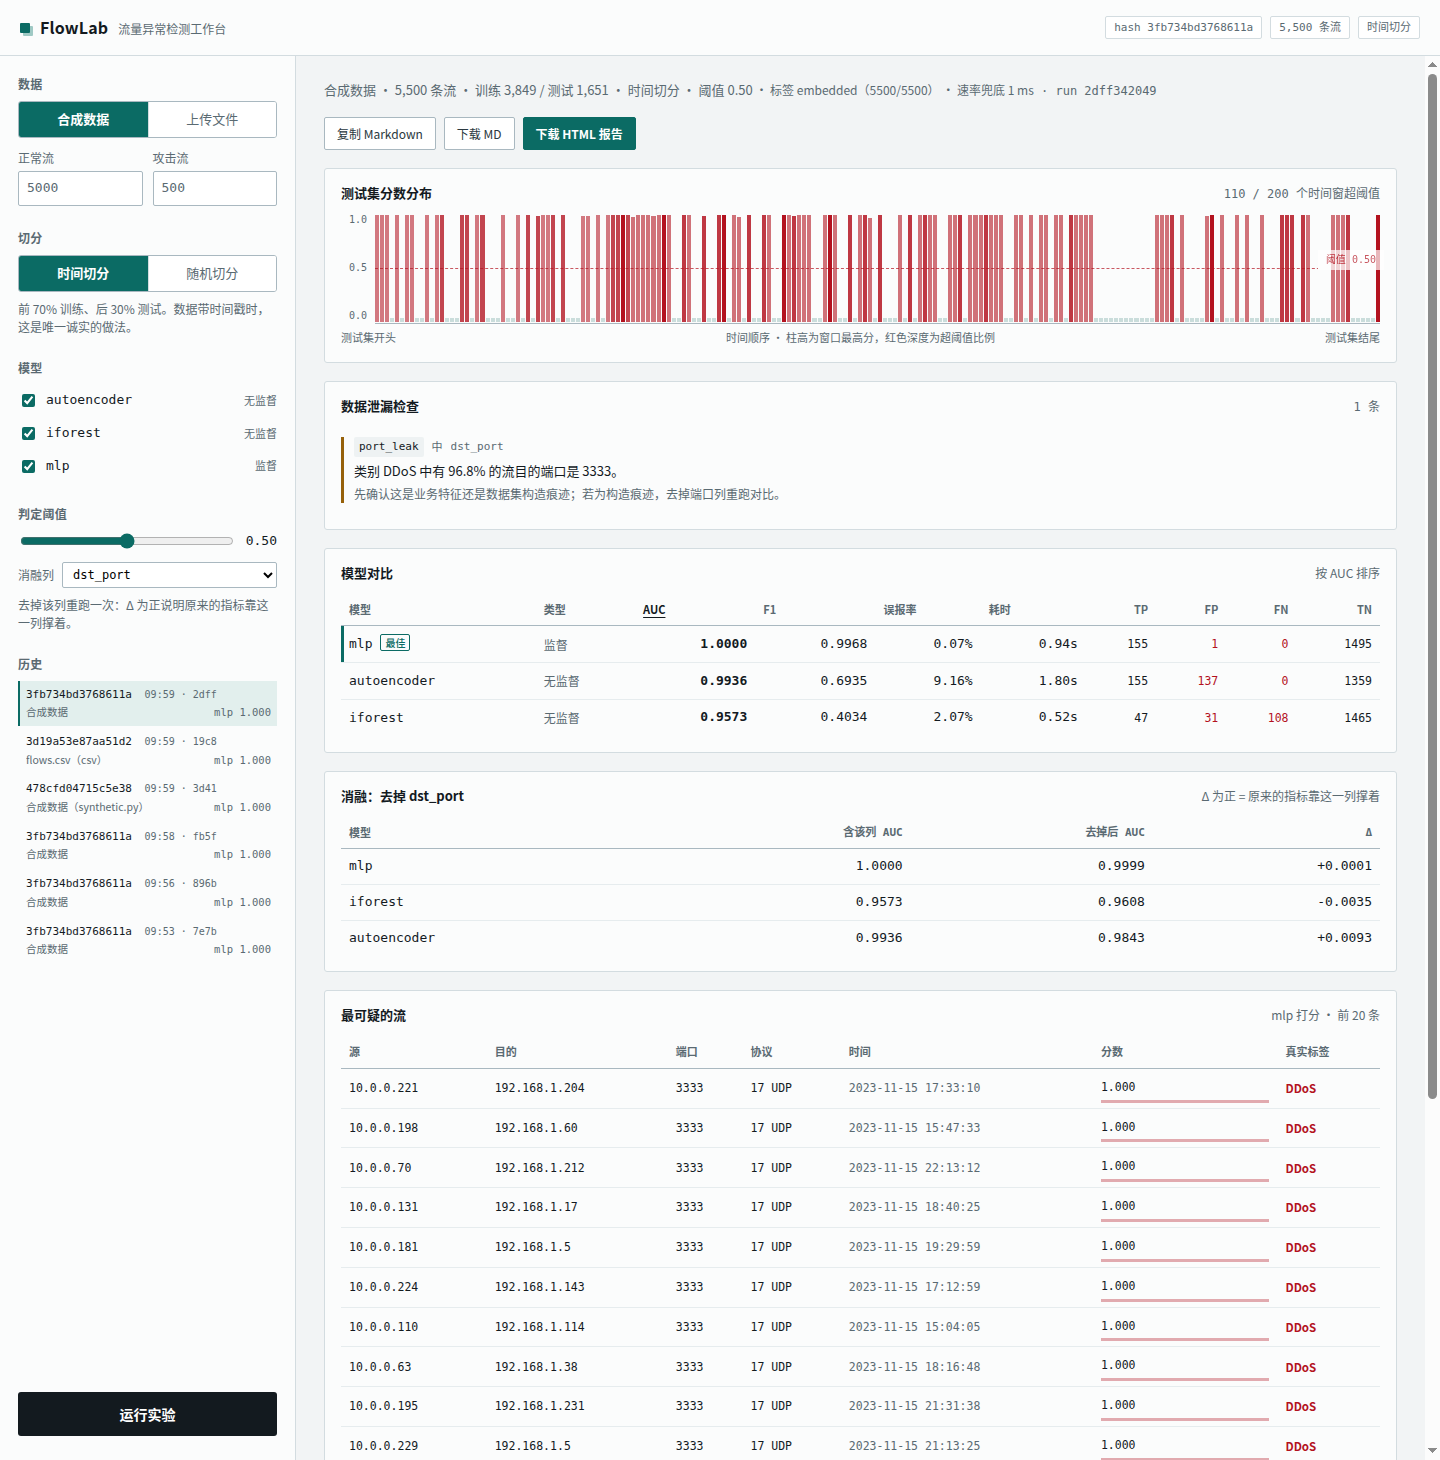 FlowLab 流量异常检测工作台
hash 3fb734bd3768611a 5,500 条流 时间切分
数据
合成数据 上传文件
正常流 攻击流
5000 500
切分
时间切分 随机切分
前 70% 训练、后 30% 测试。数据带时间戳，
这是唯一诚实的做法。
模型
autoencoder 无监督
iforest 无监督
mlp 监督
判定阈值
0.50
消融列 dst_port
去掉该列重跑一次：Δ 为正说明原来的指标靠这
一列撑着。
历史
3fb734bd3768611a 09:59 · 2dff
合成数据 mlp 1.000
3d19a53e87aa51d2 09:59 · 19c8
flows.csv（csv） mlp 1.000
478cfd04715c5e38 09:59 · 3d41
合成数据（synthetic.py） mlp 1.000
3fb734bd3768611a 09:58 · fb5f
合成数据 mlp 1.000
3fb734bd3768611a 09:56 · 896b
合成数据 mlp 1.000
3fb734bd3768611a 09:53 · 7e7b
合成数据 mlp 1.000
运行实验
合成数据 · 5,500 条流 · 训练 3,849 / 测试 1,651 · 时间切分 · 阈值 0.50 · 标签 embedded（5500/5500） · 速率兜底 1 ms · run 2dff342049
复制 Markdown 下载 MD 下载 HTML 报告
测试集分数分布 110 / 200 个时间窗超阈值
1.0
0.5
0.0
阈值 0.50
测试集开头 时间顺序 · 柱高为窗口最高分，红色深度为超阈值比例 测试集结尾
数据泄漏检查 1 条
port_leak 中 dst_port
类别 DDoS 中有 96.8% 的流目的端口是 3333。
先确认这是业务特征还是数据集构造痕迹；若为构造痕迹，去掉端口列重跑对比。
模型对比 按 AUC 排序
模型 类型 AUC F1 误报率 耗时 TP FP FN TN
mlp 最佳 监督 1.0000 0.9968 0.07% 0.94s 155 1 0 1495
autoencoder 无监督 0.9936 0.6935 9.16% 1.80s 155 137 0 1359
iforest 无监督 0.9573 0.4034 2.07% 0.52s 47 31 108 1465
消融：去掉 dst_port Δ 为正 = 原来的指标靠这一列撑着
模型 含该列 AUC 去掉后 AUC Δ
mlp 1.0000 0.9999 +0.0001
iforest 0.9573 0.9608 -0.0035
autoencoder 0.9936 0.9843 +0.0093
最可疑的流 mlp 打分 · 前 20 条
源 目的 端口 协议 时间 分数 真实标签
10.0.0.221 192.168.1.204 3333 17 UDP 2023-11-15 17:33:10 1.000 DDoS
10.0.0.198 192.168.1.60 3333 17 UDP 2023-11-15 15:47:33 1.000 DDoS
10.0.0.70 192.168.1.212 3333 17 UDP 2023-11-15 22:13:12 1.000 DDoS
10.0.0.131 192.168.1.17 3333 17 UDP 2023-11-15 18:40:25 1.000 DDoS
10.0.0.181 192.168.1.5 3333 17 UDP 2023-11-15 19:29:59 1.000 DDoS
10.0.0.224 192.168.1.143 3333 17 UDP 2023-11-15 17:12:59 1.000 DDoS
10.0.0.110 192.168.1.114 3333 17 UDP 2023-11-15 15:04:05 1.000 DDoS
10.0.0.63 192.168.1.38 3333 17 UDP 2023-11-15 18:16:48 1.000 DDoS
10.0.0.195 192.168.1.231 3333 17 UDP 2023-11-15 21:31:38 1.000 DDoS
10.0.0.229 192.168.1.5 3333 17 UDP 2023-11-15 21:13:25 1.000 DDoS